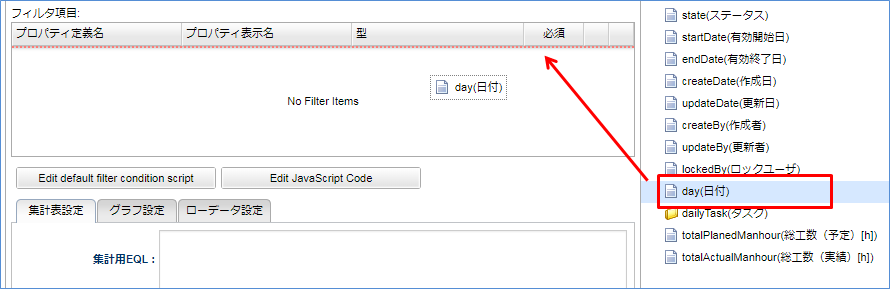 フィルタ項目:
プロパティ定義名 プロパティ表示名 型 必須
day(日付)
No Filter Items
Edit default filter condition script Edit JavaScript Code
集計表設定 グラフ設定 ローデータ設定
集計用EQL：
state(ステータス)
startDate(有効開始日)
endDate(有効終了日)
createDate(作成日)
updateDate(更新日)
createBy(作成者)
updateBy(更新者)
lockedBy(ロックユーザ)
day(日付)
dailyTask(タスク)
totalPlanedManhour(総工数（予定）[h])
totalActualManhour(総工数（実績）[h])